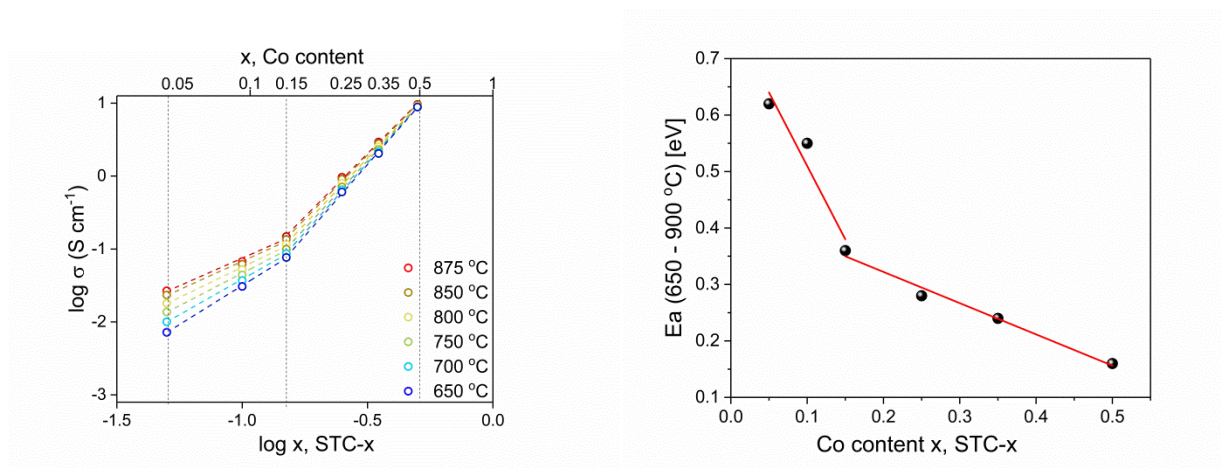 x, Co content
0.05 0.1 0.15 0.25 0.35 0.5 1
log σ (S cm⁻¹)
1
0
-1
-2
-3
875 °C
850 °C
800 °C
750 °C
700 °C
650 °C
-1.5 -1.0 -0.5 0.0
log x, STC-x
Ea (650 - 900 °C) [eV]
0.7
0.6
0.5
0.4
0.3
0.2
0.1
0.0 0.1 0.2 0.3 0.4 0.5
Co content x, STC-x